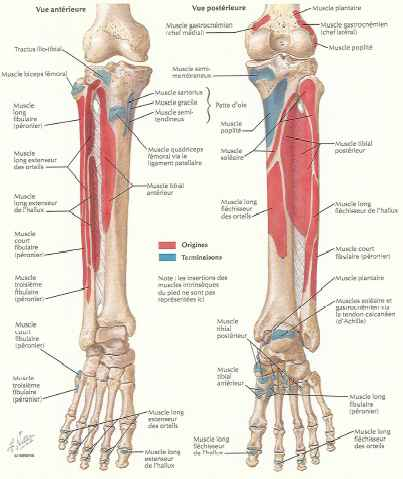 Vue antérieure
Tractus ilio-tibial
Muscle biceps fémoral
Muscle
long
fibulaire
(péronier)
Muscle
long extenseur
des orteils
Muscle
long extenseur
de l'hallux
Muscle
court
fibulaire
(péronier)
Muscle
troisième
fibulaire
(péronier)
Muscle
court
fibulaire
(péronier)
Muscle
troisième
fibulaire
(péronier)
Muscle sartorius
Muscle gracile
Muscle semi-
tendineux
Patte d'oie
Muscle quadriceps
fémoral via le
ligament patellaire
Muscle tibial
antérieur
Origines
Terminaisons
Note : les insertions des
muscles intrinsèques
du pied ne sont pas
représentées ici
Muscle long
extenseur
des orteils
Muscle long
extenseur
de l'hallux
Vue postérieure
Muscle gastrocnémien
(chef médial)
Muscle plantaire
Muscle gastrocnémien
(chef latéral)
Muscle poplité
Muscle semi-
membraneux
Muscle
poplité
Muscle
soléaire
Muscle tibial
postérieur
Muscle long
fléchisseur
des orteils
Muscle long
fléchisseur de l'hallux
Muscle court
fibulaire (péronier)
Muscle plantaire
Muscles soléaire et
gastrocnémien via
le tendon calcanéen
(d'Achille)
Muscle
tibial
postérieur
Muscle
tibial
antérieur
Muscle long
fibulaire
(péronier)
Muscle long
fléchisseur
des orteils
Muscle long
fléchisseur
de l'hallux